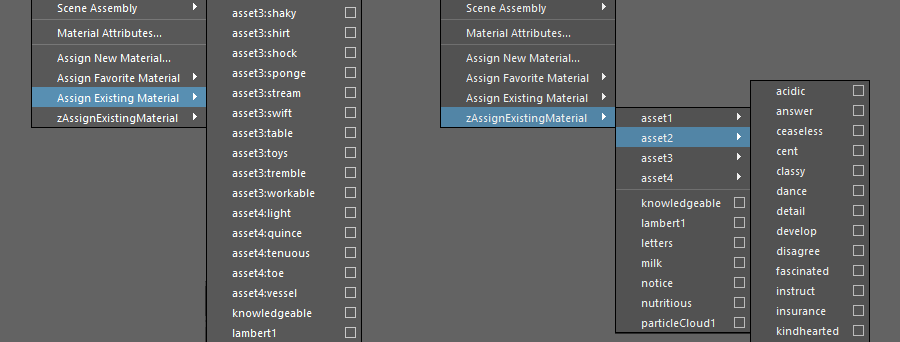 Scene Assembly
Material Attributes...
Assign New Material...
Assign Favorite Material
Assign Existing Material
zAssignExistingMaterial
asset3:shaky
asset3:shirt
asset3:shock
asset3:sponge
asset3:stream
asset3:swift
asset3:table
asset3:toys
asset3:tremble
asset3:workable
asset4:light
asset4:quince
asset4:tenuous
asset4:toe
asset4:vessel
knowledgeable
lambert1
Scene Assembly
Material Attributes...
Assign New Material...
Assign Favorite Material
Assign Existing Material
zAssignExistingMaterial
asset1
asset2
asset3
asset4
knowledgeable
lambert1
letters
milk
notice
nutritious
particleCloud1
acidic
answer
ceaseless
cent
classy
dance
detail
develop
disagree
fascinated
instruct
insurance
kindhearted